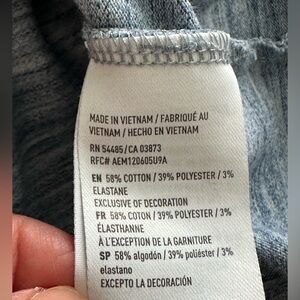 MADE IN VIETNAM / FABRIQUÉ AU
VIETNAM / HECHO EN VIETNAM
RN 54485/CA 03873
RFC# AEM120605U9A
EN 58% COTTON / 39% POLYESTER / 3%
ELASTANE
EXCLUSIVE OF DECORATION
FR 58% COTON / 39% POLYESTER / 3%
ÉLASTHANNE
À L'EXCEPTION DE LA GARNITURE
SP 58% algodón / 39% poliéster / 3%
elastano
EXCEPTO LA DECORACIÓN